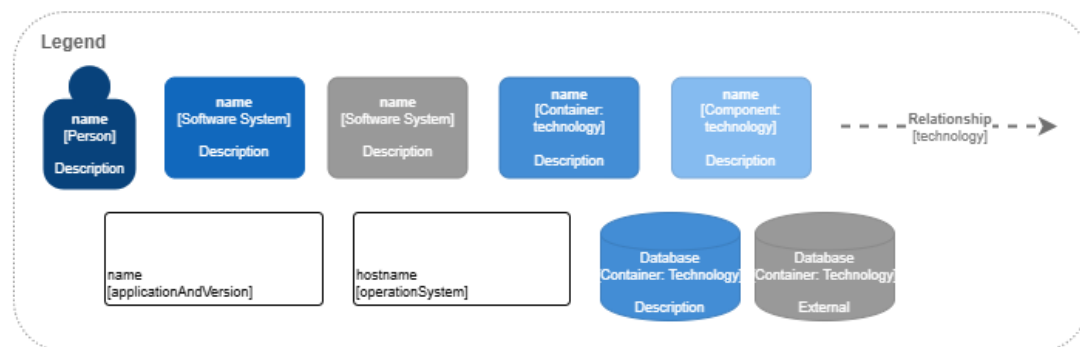 Legend
name
[Person]
Description
name
[Software System]
Description
name
[Software System]
Description
name
[Container:
technology]
Description
name
[Component:
technology]
Description
Relationship
[technology]
name
[applicationAndVersion]
hostname
[operationSystem]
Database
[Container: Technology]
Description
Database
[Container: Technology]
External